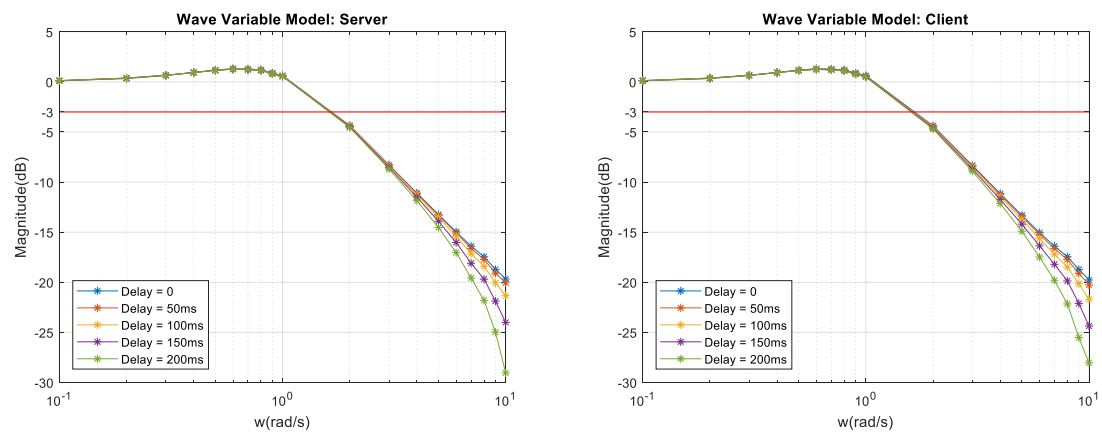 Wave Variable Model: Server
5
0
-3
-5
-10
-15
-20
-25
-30
Magnitude(dB)
Delay = 0
Delay = 50ms
Delay = 100ms
Delay = 150ms
Delay = 200ms
10^-1
10^0
10^1
w(rad/s)
Wave Variable Model: Client
5
0
-3
-5
-10
-15
-20
-25
-30
Magnitude(dB)
Delay = 0
Delay = 50ms
Delay = 100ms
Delay = 150ms
Delay = 200ms
10^-1
10^0
10^1
w(rad/s)